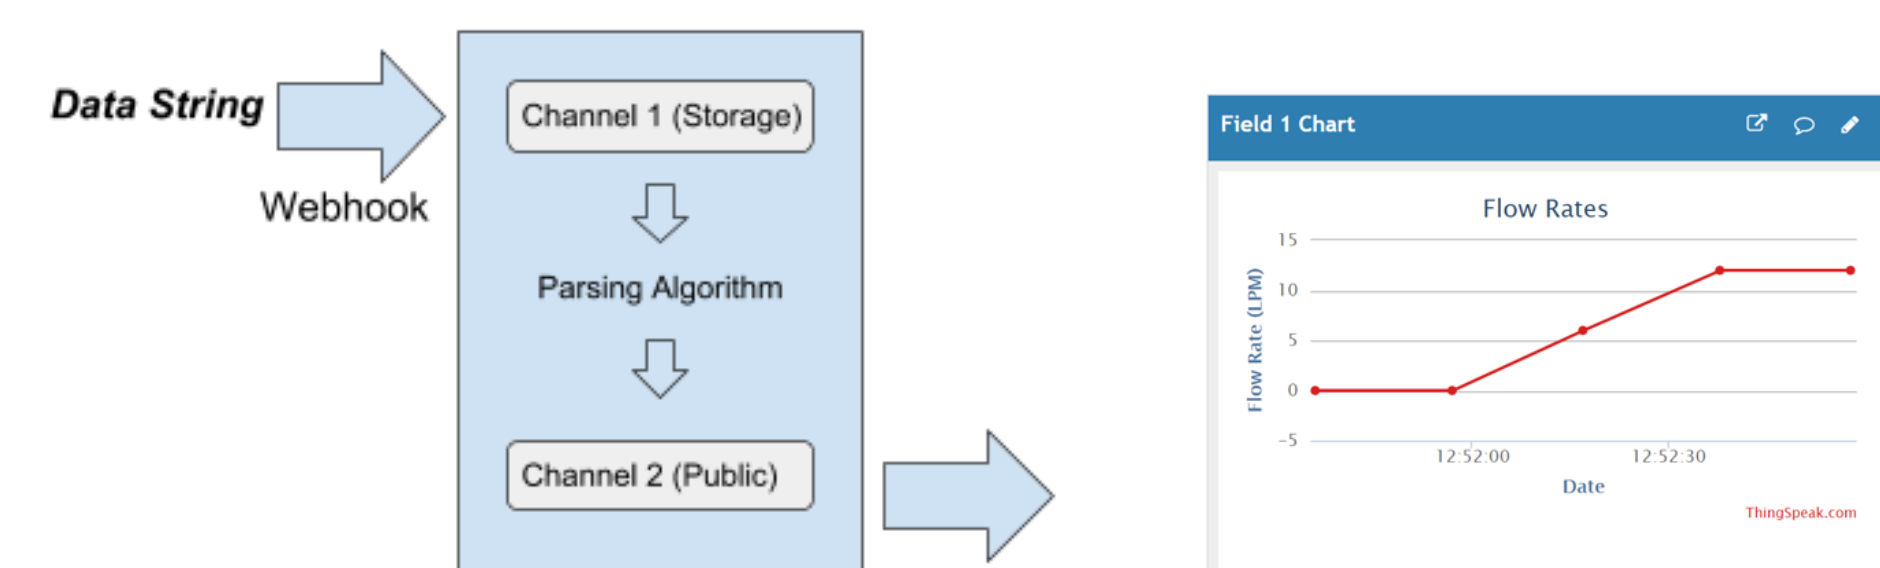 Data String
Webhook
Channel 1 (Storage)
Parsing Algorithm
Channel 2 (Public)
Field 1 Chart
Flow Rates
Flow Rate (LPM)
15
10
5
0
-5
12:52:00
12:52:30
Date
ThingSpeak.com